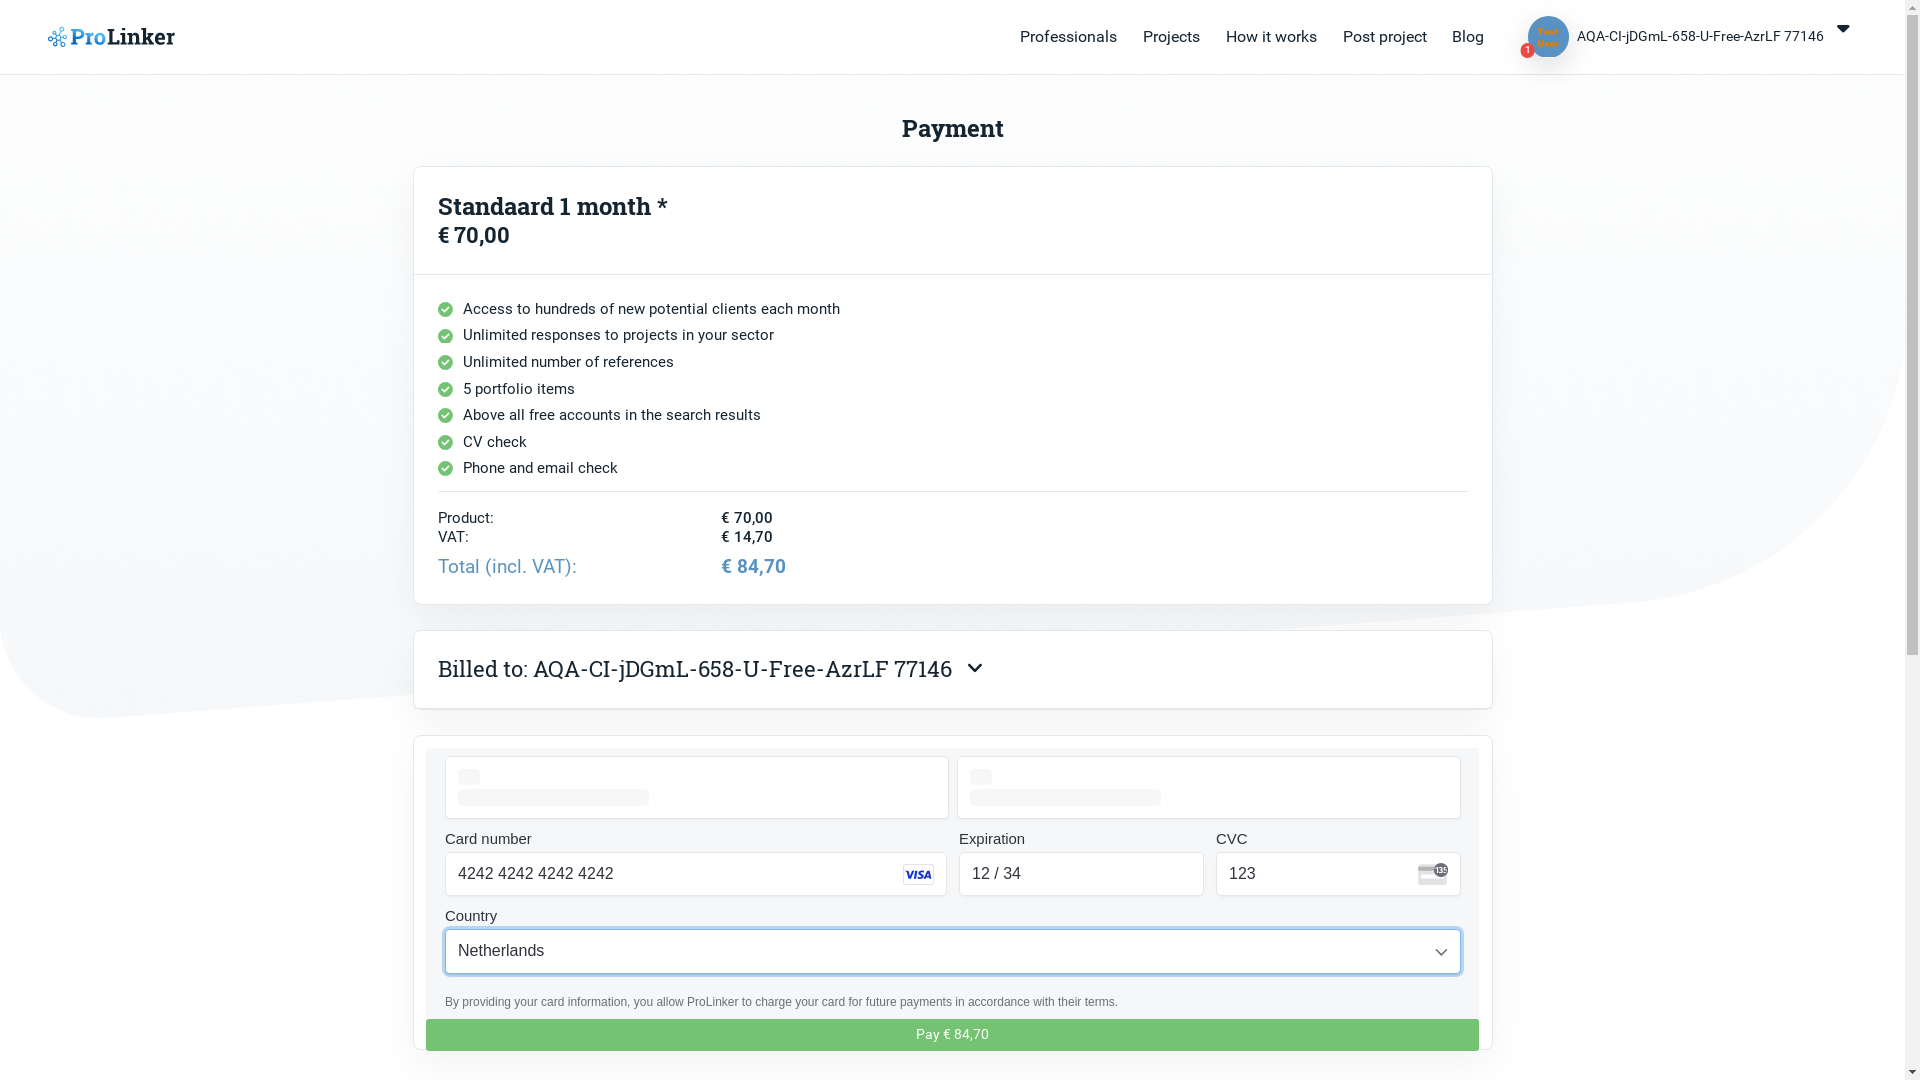 ProLinker
Professionals
Projects
How it works
Post project
Blog
Test
User
1
AQA-CI-jDGmL-658-U-Free-AzrLF 77146
Payment
Standaard 1 month *
€ 70,00
Access to hundreds of new potential clients each month
Unlimited responses to projects in your sector
Unlimited number of references
5 portfolio items
Above all free accounts in the search results
CV check
Phone and email check
Product: € 70,00
VAT: € 14,70
Total (incl. VAT): € 84,70
Billed to: AQA-CI-jDGmL-658-U-Free-AzrLF 77146
Card number
Expiration
CVC
4242 4242 4242 4242
VISA
12 / 34
123
135
Country
Netherlands
By providing your card information, you allow ProLinker to charge your card for future payments in accordance with their terms.
Pay € 84,70